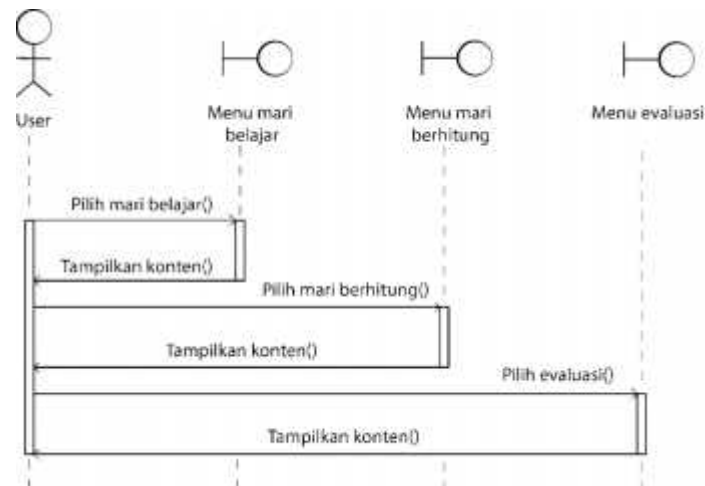 User
Menu mari
belajar
Menu mari
berhitung
Menu evaluasi
Pilih mari belajar()
Tampilkan konten()
Pilih mari berhitung()
Tampilkan konten()
Pilih evaluasi()
Tampilkan konten()